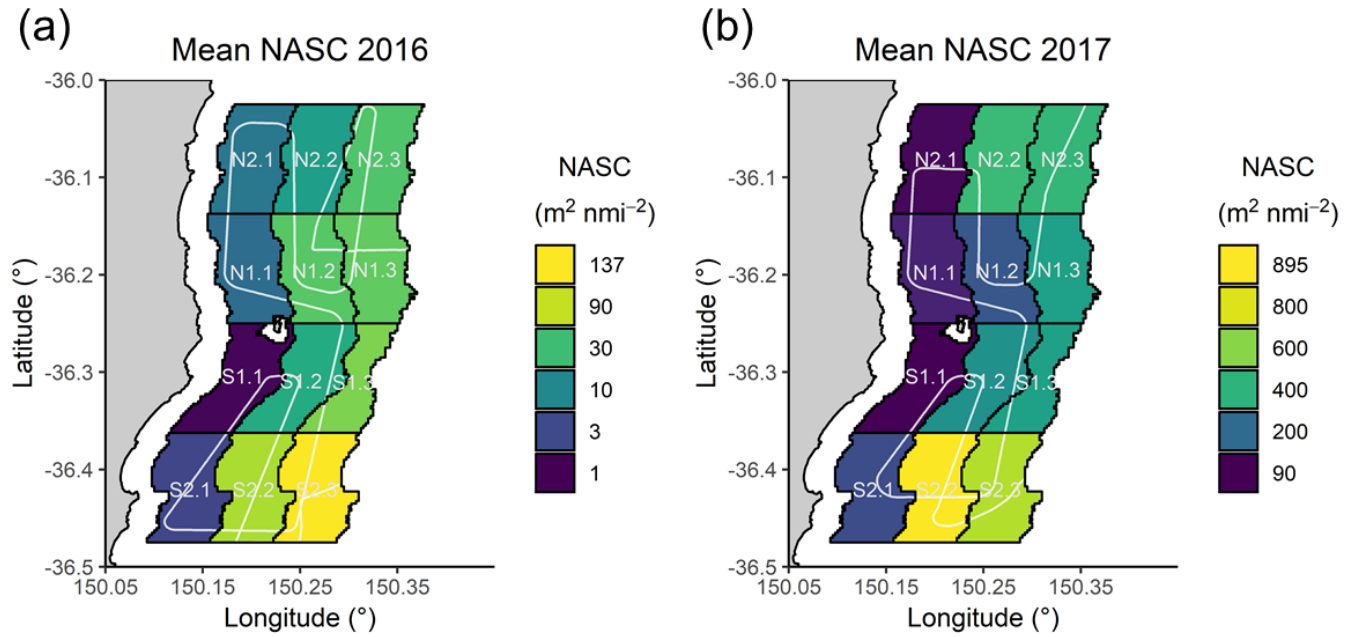 (a)
Mean NASC 2016
-36.0
-36.1
-36.2
-36.3
-36.4
-36.5
Latitude (°)
150.05
150.15
150.25
150.35
Longitude (°)
N2.1
N2.2
N2.3
N1.1
N1.2
N1.3
S1.1
S1.2
S1.3
S2.1
S2.2
S2.3
NASC
(m² nmi⁻²)
137
90
30
10
3
1
(b)
Mean NASC 2017
-36.0
-36.1
-36.2
-36.3
-36.4
-36.5
Latitude (°)
150.05
150.15
150.25
150.35
Longitude (°)
N2.1
N2.2
N2.3
N1.1
N1.2
N1.3
S1.1
S1.2
S1.3
S2.1
S2.2
S2.3
NASC
(m² nmi⁻²)
895
800
600
400
200
90